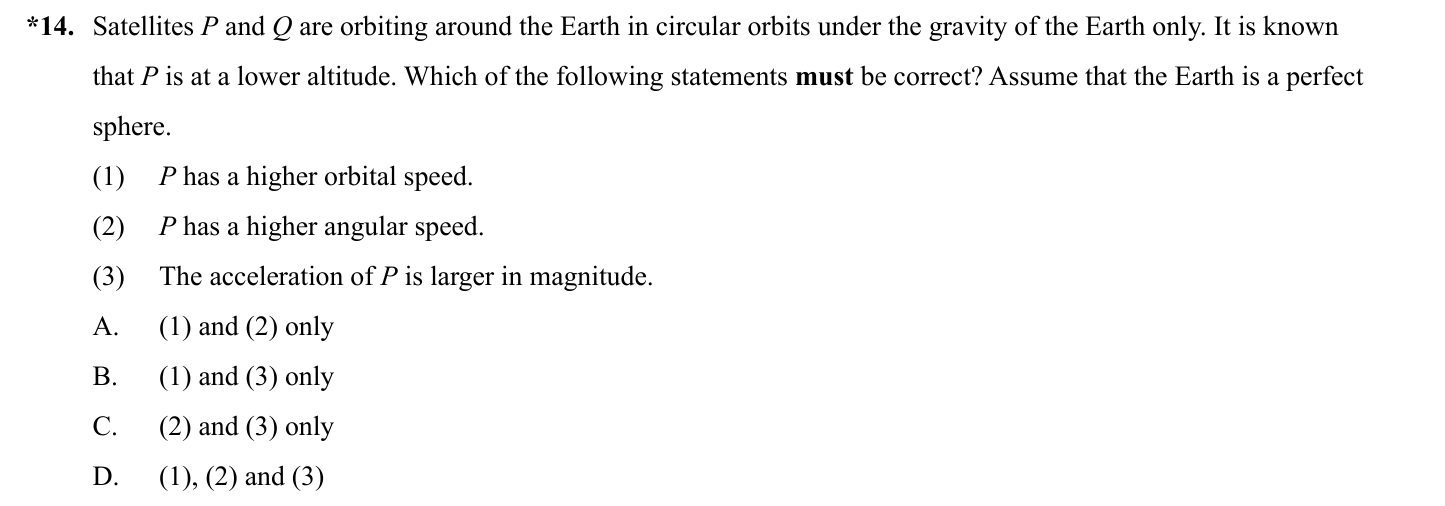 *14. Satellites P and Q are orbiting around the Earth in circular orbits under the gravity of the Earth only. It is known
that P is at a lower altitude. Which of the following statements must be correct? Assume that the Earth is a perfect
sphere.
(1) P has a higher orbital speed.
(2) P has a higher angular speed.
(3) The acceleration of P is larger in magnitude.
A. (1) and (2) only
B. (1) and (3) only
C. (2) and (3) only
D. (1), (2) and (3)